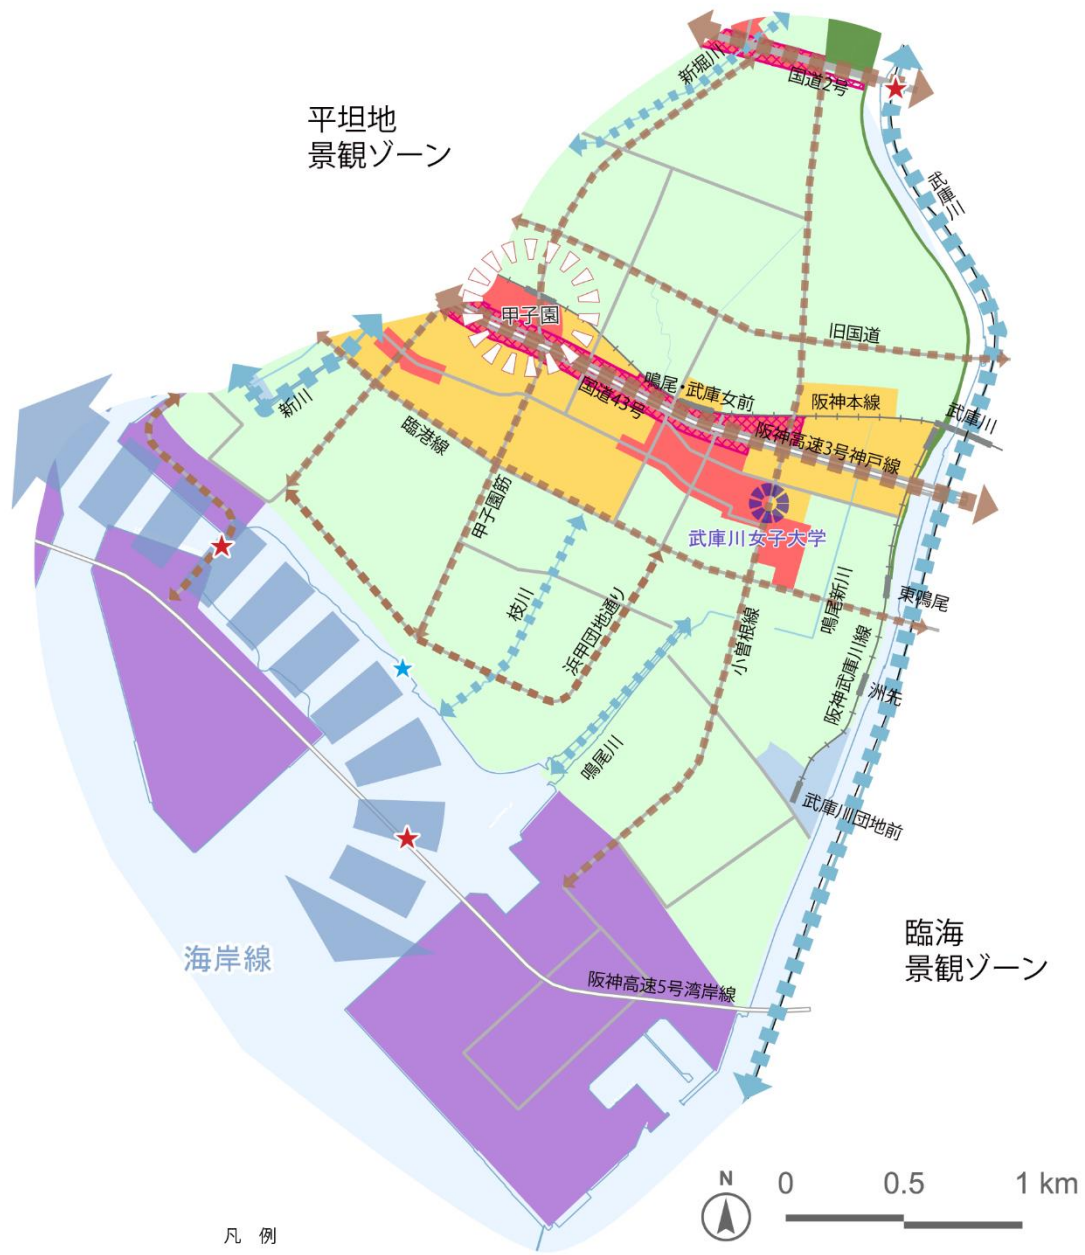 新堀川
国道2号
平坦地
景観ゾーン
武庫川
甲子園
旧国道
鳴尾・武庫女前
阪神本線
国道43号
武庫川
新川
臨港線
阪神高速3号神戸線
甲子園筋
武庫川女子大学
枝川
浜甲団地通り
小曽根線
鳴尾新川
東鳴尾
阪神武庫川線
洲先
鳴尾川
武庫川団地前
海岸線
臨海
景観ゾーン
阪神高速5号湾岸線
N
0 0.5 1 km
凡 例